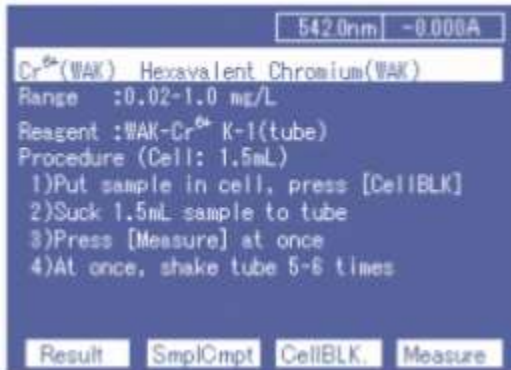 542.0nm -0.000A
Cr⁶⁺(WAK) Hexavalent Chromium(WAK)
Range :0.02-1.0 mg/L
Reagent :WAK-Cr⁶⁺ K-1(tube)
Procedure (Cell: 1.5mL)
1)Put sample in cell, press [CellBLK]
2)Suck 1.5mL sample to tube
3)Press [Measure] at once
4)At once, shake tube 5-6 times
Result SmplCmpt CellBLK. Measure